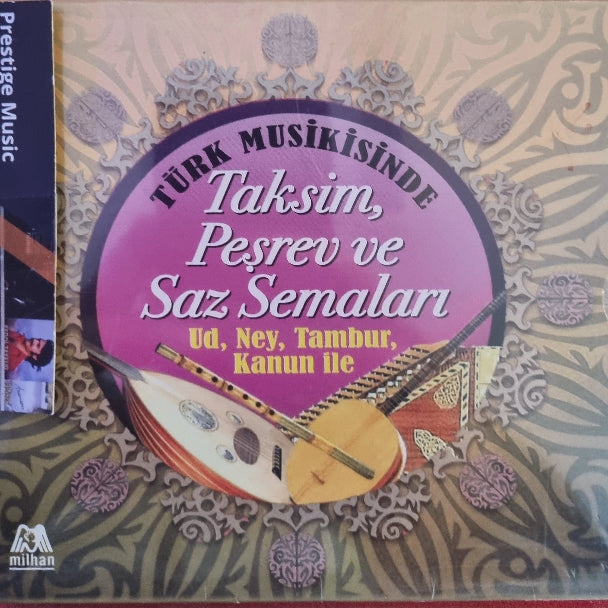 Prestige Music
TÜRK MUSİKİSİNDE
Taksim,
Peşrev ve
Saz Semaları
Ud, Ney, Tambur,
Kanun ile
milhan